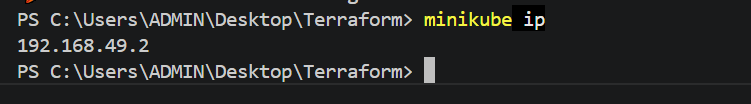 PS C:\Users\ADMIN\Desktop\Terraform> minikube ip
192.168.49.2
PS C:\Users\ADMIN\Desktop\Terraform>